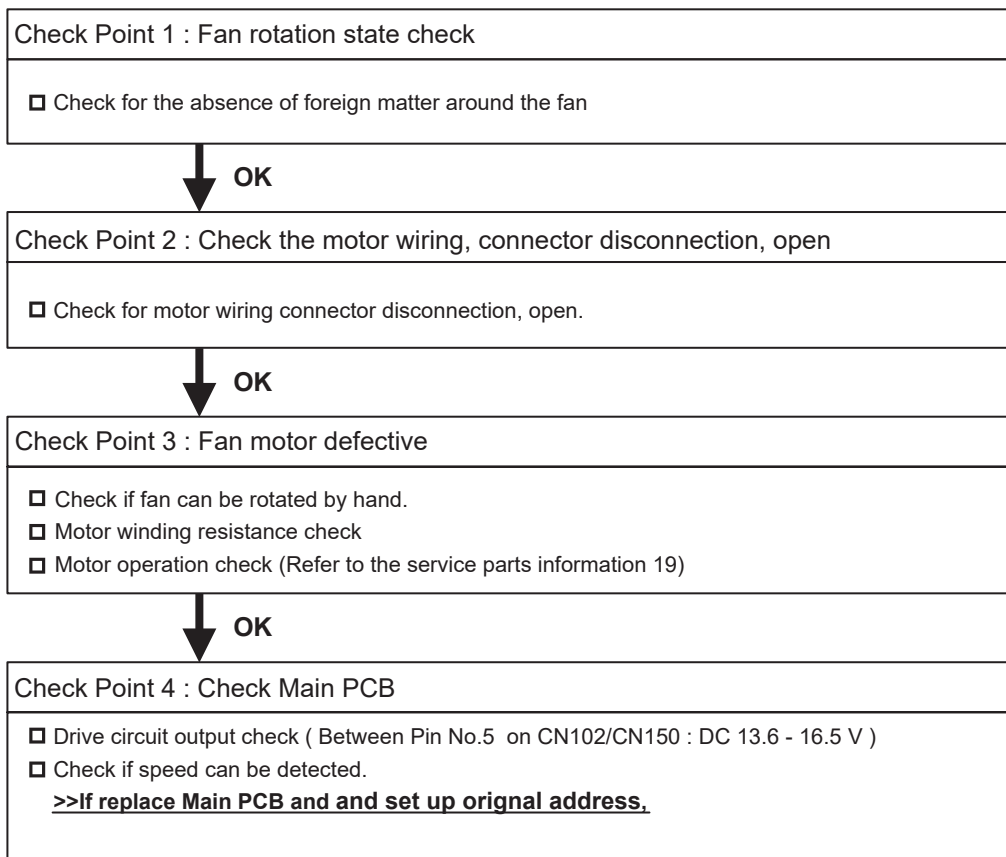 Check Point 1 : Fan rotation state check
Check for the absence of foreign matter around the fan
OK
Check Point 2 : Check the motor wiring, connector disconnection, open
Check for motor wiring connector disconnection, open.
OK
Check Point 3 : Fan motor defective
Check if fan can be rotated by hand.
Motor winding resistance check
Motor operation check (Refer to the service parts information 19)
OK
Check Point 4 : Check Main PCB
Drive circuit output check ( Between Pin No.5 on CN102/CN150 : DC 13.6 - 16.5 V )
Check if speed can be detected.
>>If replace Main PCB and and set up orignal address,